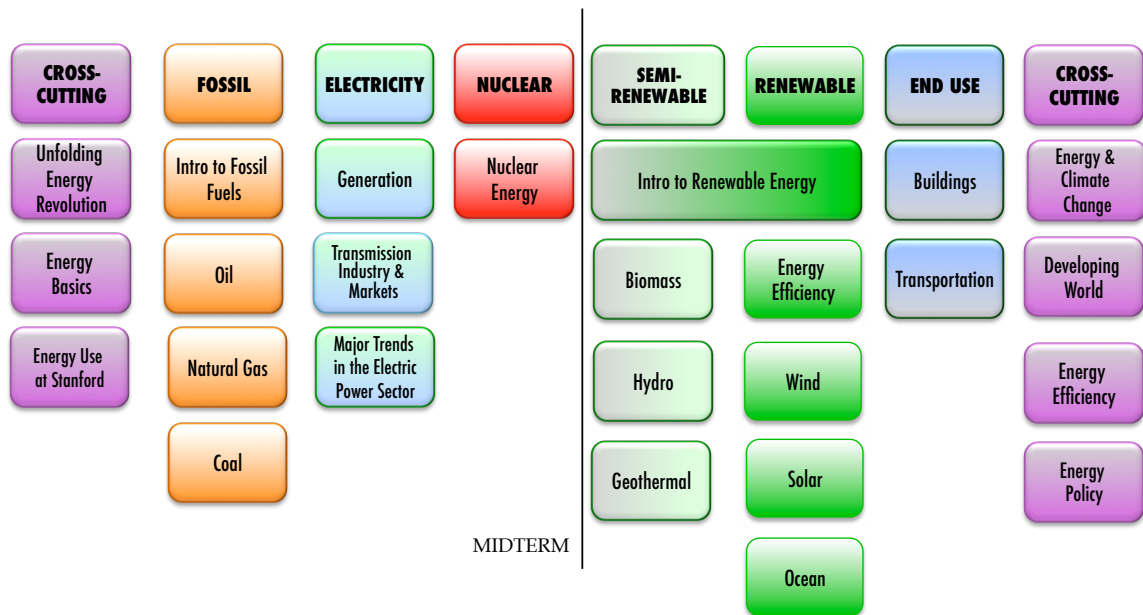 CROSS-
CUTTING
Unfolding
Energy
Revolution
Energy
Basics
Energy Use
at Stanford
FOSSIL
Intro to Fossil
Fuels
Oil
Natural Gas
Coal
ELECTRICITY
Generation
Transmission
Industry &
Markets
Major Trends
in the Electric
Power Sector
NUCLEAR
Nuclear
Energy
MIDTERM
SEMI-
RENEWABLE
RENEWABLE
Intro to Renewable Energy
Biomass
Hydro
Geothermal
Energy
Efficiency
Wind
Solar
Ocean
END USE
Buildings
Transportation
CROSS-
CUTTING
Energy &
Climate
Change
Developing
World
Energy
Efficiency
Energy
Policy